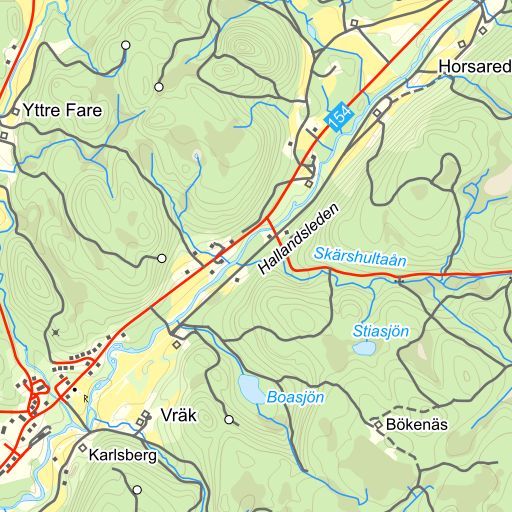 Horsared
Yttre Fare
154
Hallandsleden
Skärshultaån
Stiasjön
Boasjön
Vräk
Bökenäs
Karlsberg
R